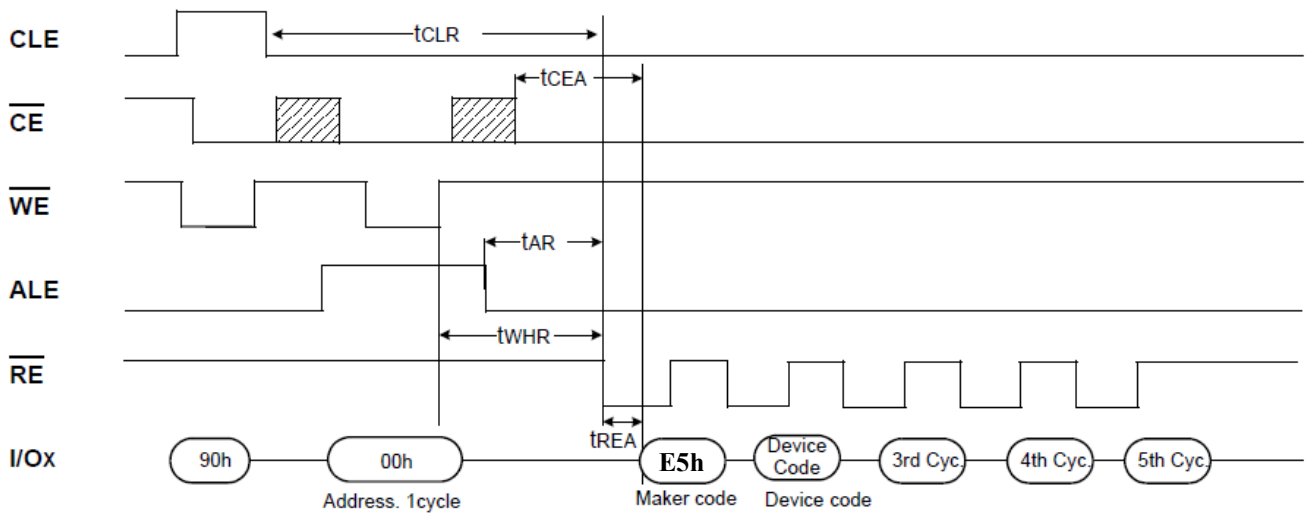 CLE
tCLR
tCEA
CE
WE
tAR
ALE
tWHR
RE
tREA
I/Ox
90h
00h
E5h
Device
Code
3rd Cyc.
4th Cyc.
5th Cyc.
Address. 1cycle
Maker code
Device code